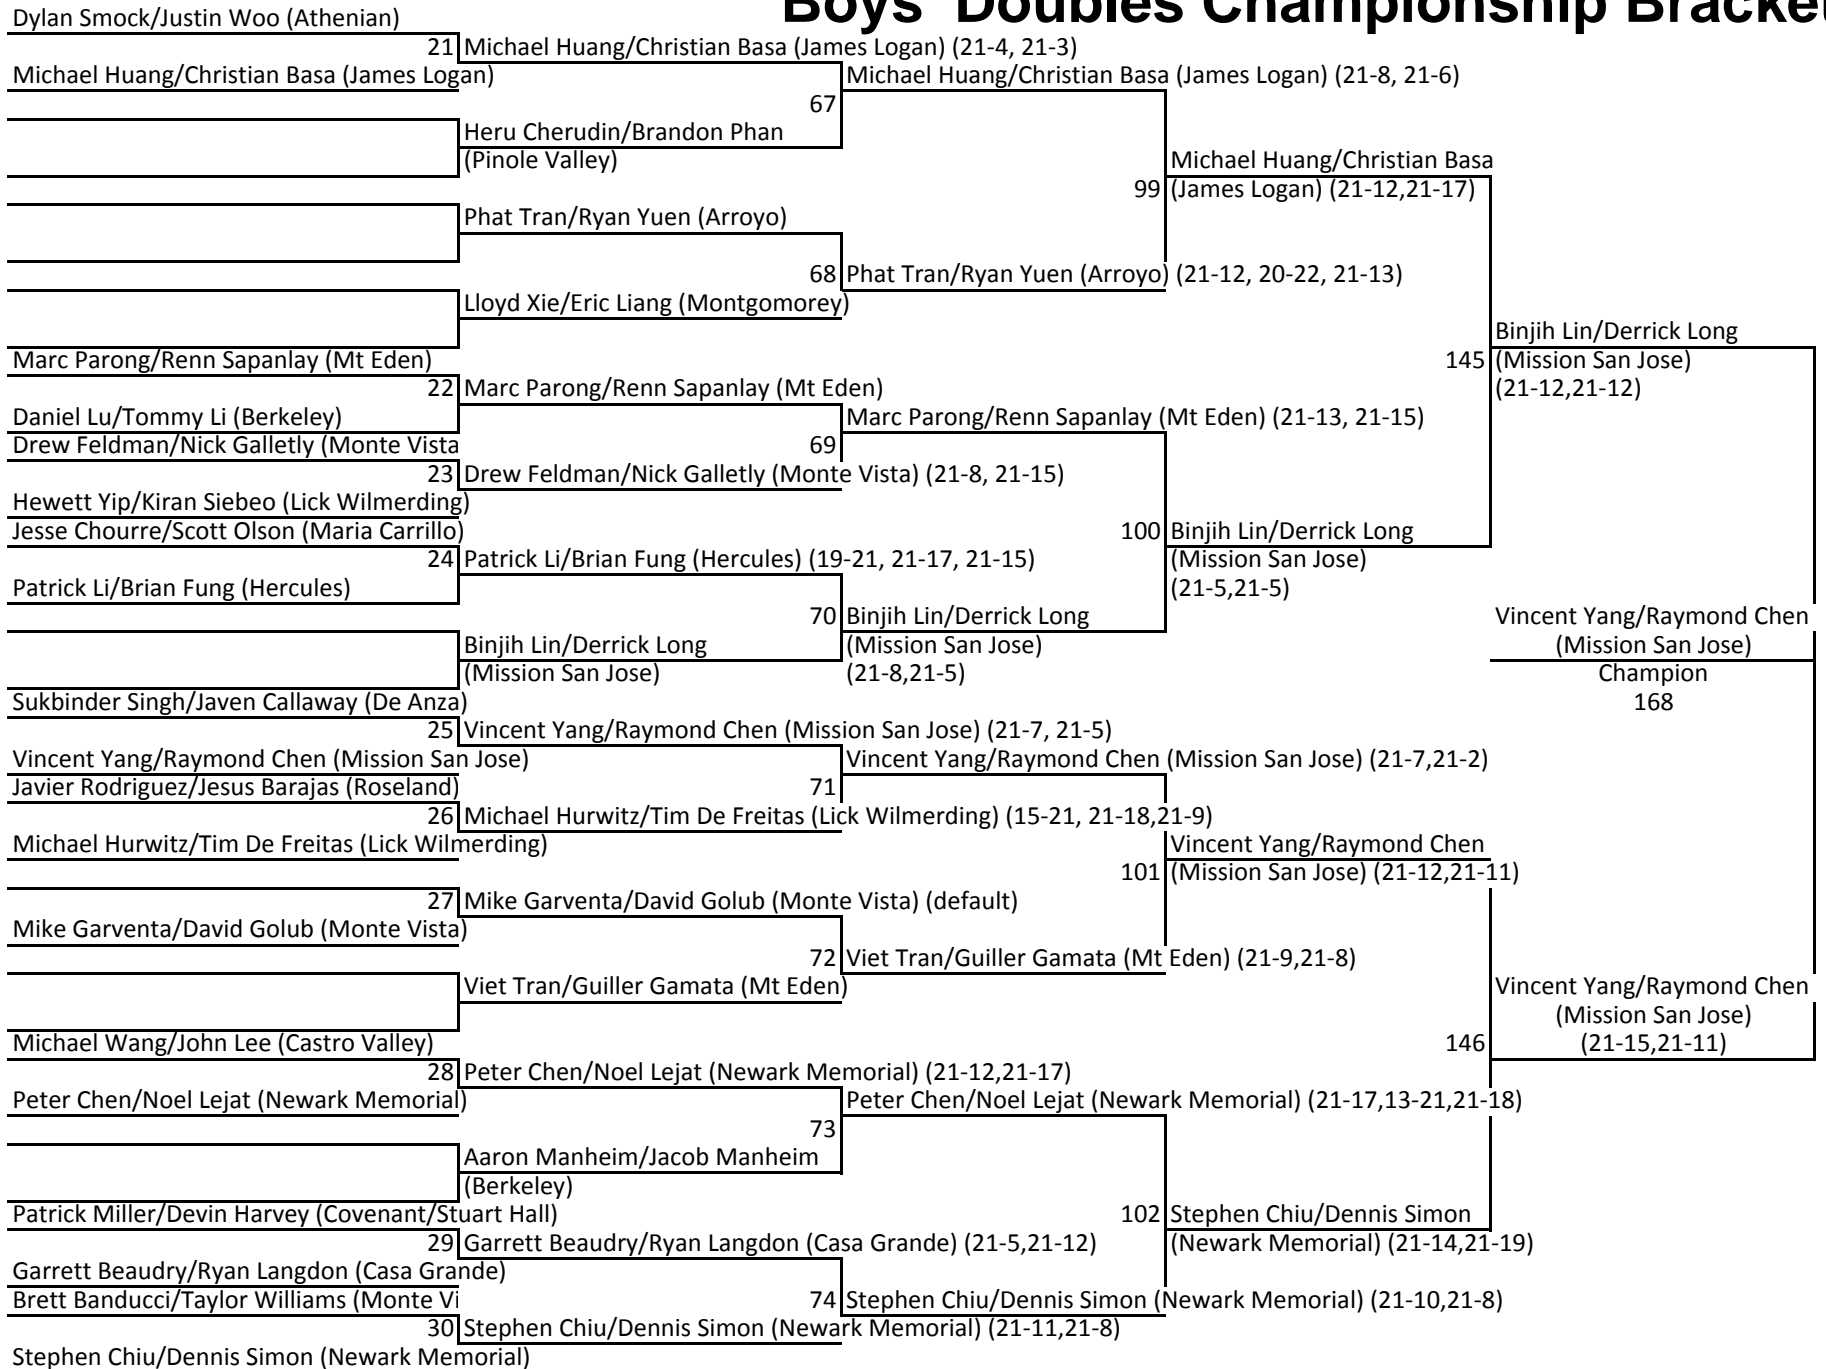 Boys' Doubles Championship Bracket
Dylan Smock/Justin Woo (Athenian)
21 Michael Huang/Christian Basa (James Logan) (21-4, 21-3)
Michael Huang/Christian Basa (James Logan)
Michael Huang/Christian Basa (James Logan) (21-8, 21-6)
67
Heru Cherudin/Brandon Phan
(Pinole Valley)
Michael Huang/Christian Basa
99 (James Logan) (21-12,21-17)
Phat Tran/Ryan Yuen (Arroyo)
68 Phat Tran/Ryan Yuen (Arroyo) (21-12, 20-22, 21-13)
Lloyd Xie/Eric Liang (Montgomorey)
Binjih Lin/Derrick Long
145 (Mission San Jose)
(21-12,21-12)
Marc Parong/Renn Sapanlay (Mt Eden)
22 Marc Parong/Renn Sapanlay (Mt Eden)
Daniel Lu/Tommy Li (Berkeley)
Marc Parong/Renn Sapanlay (Mt Eden) (21-13, 21-15)
Drew Feldman/Nick Galletly (Monte Vista
69
23 Drew Feldman/Nick Galletly (Monte Vista) (21-8, 21-15)
Hewett Yip/Kiran Siebeo (Lick Wilmerding)
Jesse Chourre/Scott Olson (Maria Carrillo)
100 Binjih Lin/Derrick Long
(Mission San Jose)
(21-5,21-5)
24 Patrick Li/Brian Fung (Hercules) (19-21, 21-17, 21-15)
Patrick Li/Brian Fung (Hercules)
70 Binjih Lin/Derrick Long
(Mission San Jose)
(21-8,21-5)
Binjih Lin/Derrick Long
(Mission San Jose)
Vincent Yang/Raymond Chen
(Mission San Jose)
Champion
168
Sukbinder Singh/Javen Callaway (De Anza)
25 Vincent Yang/Raymond Chen (Mission San Jose) (21-7, 21-5)
Vincent Yang/Raymond Chen (Mission San Jose)
Vincent Yang/Raymond Chen (Mission San Jose) (21-7,21-2)
Javier Rodriguez/Jesus Barajas (Roseland)
71
26 Michael Hurwitz/Tim De Freitas (Lick Wilmerding) (15-21, 21-18,21-9)
Michael Hurwitz/Tim De Freitas (Lick Wilmerding)
Vincent Yang/Raymond Chen
101 (Mission San Jose) (21-12,21-11)
27 Mike Garventa/David Golub (Monte Vista) (default)
Mike Garventa/David Golub (Monte Vista)
72 Viet Tran/Guiller Gamata (Mt Eden) (21-9,21-8)
Viet Tran/Guiller Gamata (Mt Eden)
Vincent Yang/Raymond Chen
(Mission San Jose)
146 (21-15,21-11)
Michael Wang/John Lee (Castro Valley)
28 Peter Chen/Noel Lejat (Newark Memorial) (21-12,21-17)
Peter Chen/Noel Lejat (Newark Memorial)
Peter Chen/Noel Lejat (Newark Memorial) (21-17,13-21,21-18)
73
Aaron Manheim/Jacob Manheim
(Berkeley)
Patrick Miller/Devin Harvey (Covenant/Stuart Hall)
102 Stephen Chiu/Dennis Simon
(Newark Memorial) (21-14,21-19)
29 Garrett Beaudry/Ryan Langdon (Casa Grande) (21-5,21-12)
Garrett Beaudry/Ryan Langdon (Casa Grande)
Brett Banducci/Taylor Williams (Monte Vi
74 Stephen Chiu/Dennis Simon (Newark Memorial) (21-10,21-8)
30 Stephen Chiu/Dennis Simon (Newark Memorial) (21-11,21-8)
Stephen Chiu/Dennis Simon (Newark Memorial)